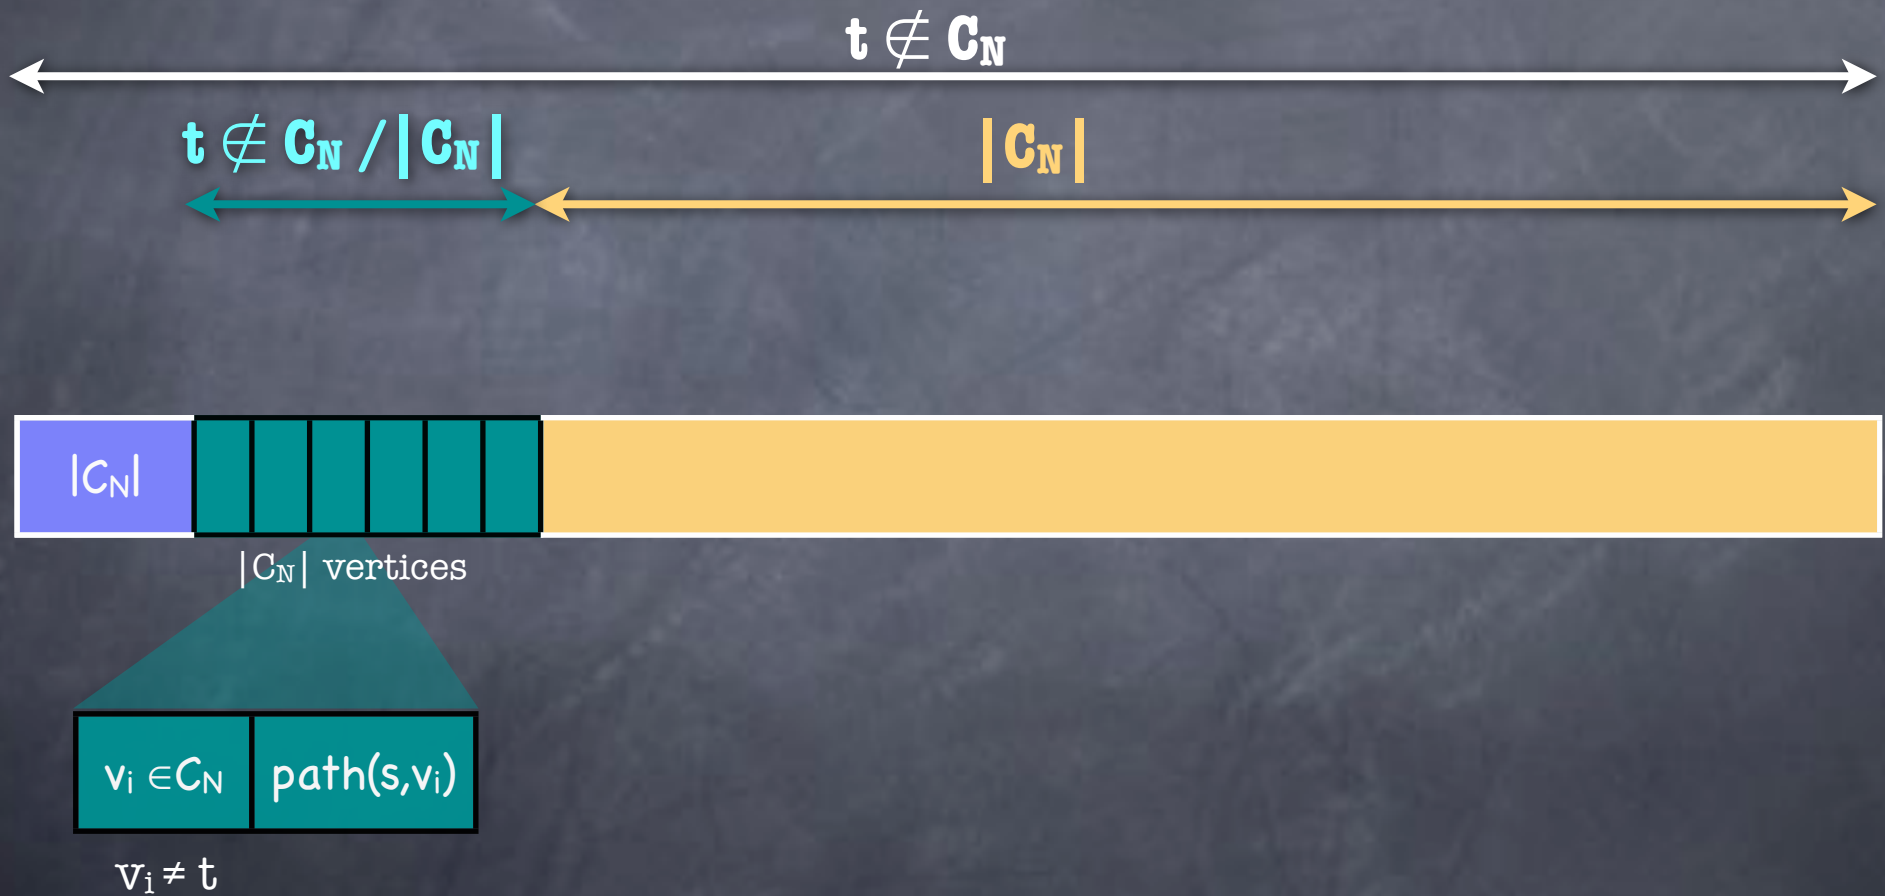 t ∉ C_N
t ∉ C_N /|C_N|
|C_N|
|C_N|
|C_N| vertices
v_i ∈C_N
path(s,v_i)
v_i ≠ t